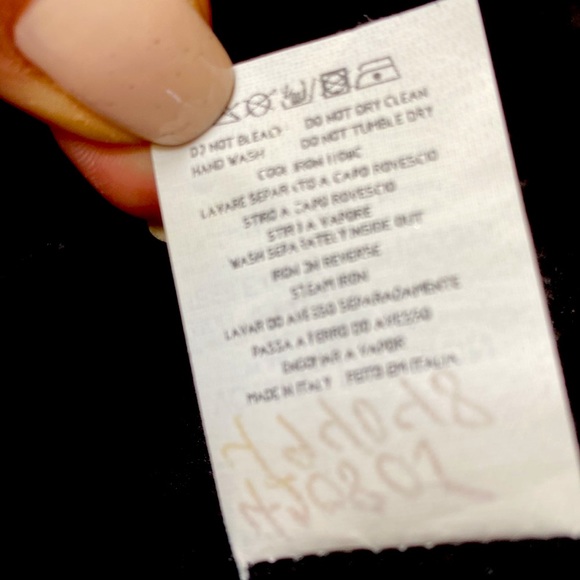 DO NOT BLEACH DO NOT DRY CLEAN
HAND WASH DO NOT TUMBLE DRY
COOL IRON 110ºC
LAVARE SEPARATO A CAPO ROVESCIO
STIRO A CAPO ROVESCIO
STIRO A VAPORE
WASH SEPARATELY INSIDE OUT
IRON ON REVERSE
STEAM IRON
LAVAR DO AVESSO SEPARADAMENTE
PASSA A FERRO DO AVESSO
ENGOMAR A VAPOR
MADE IN ITALY FEITO EM ITALIA